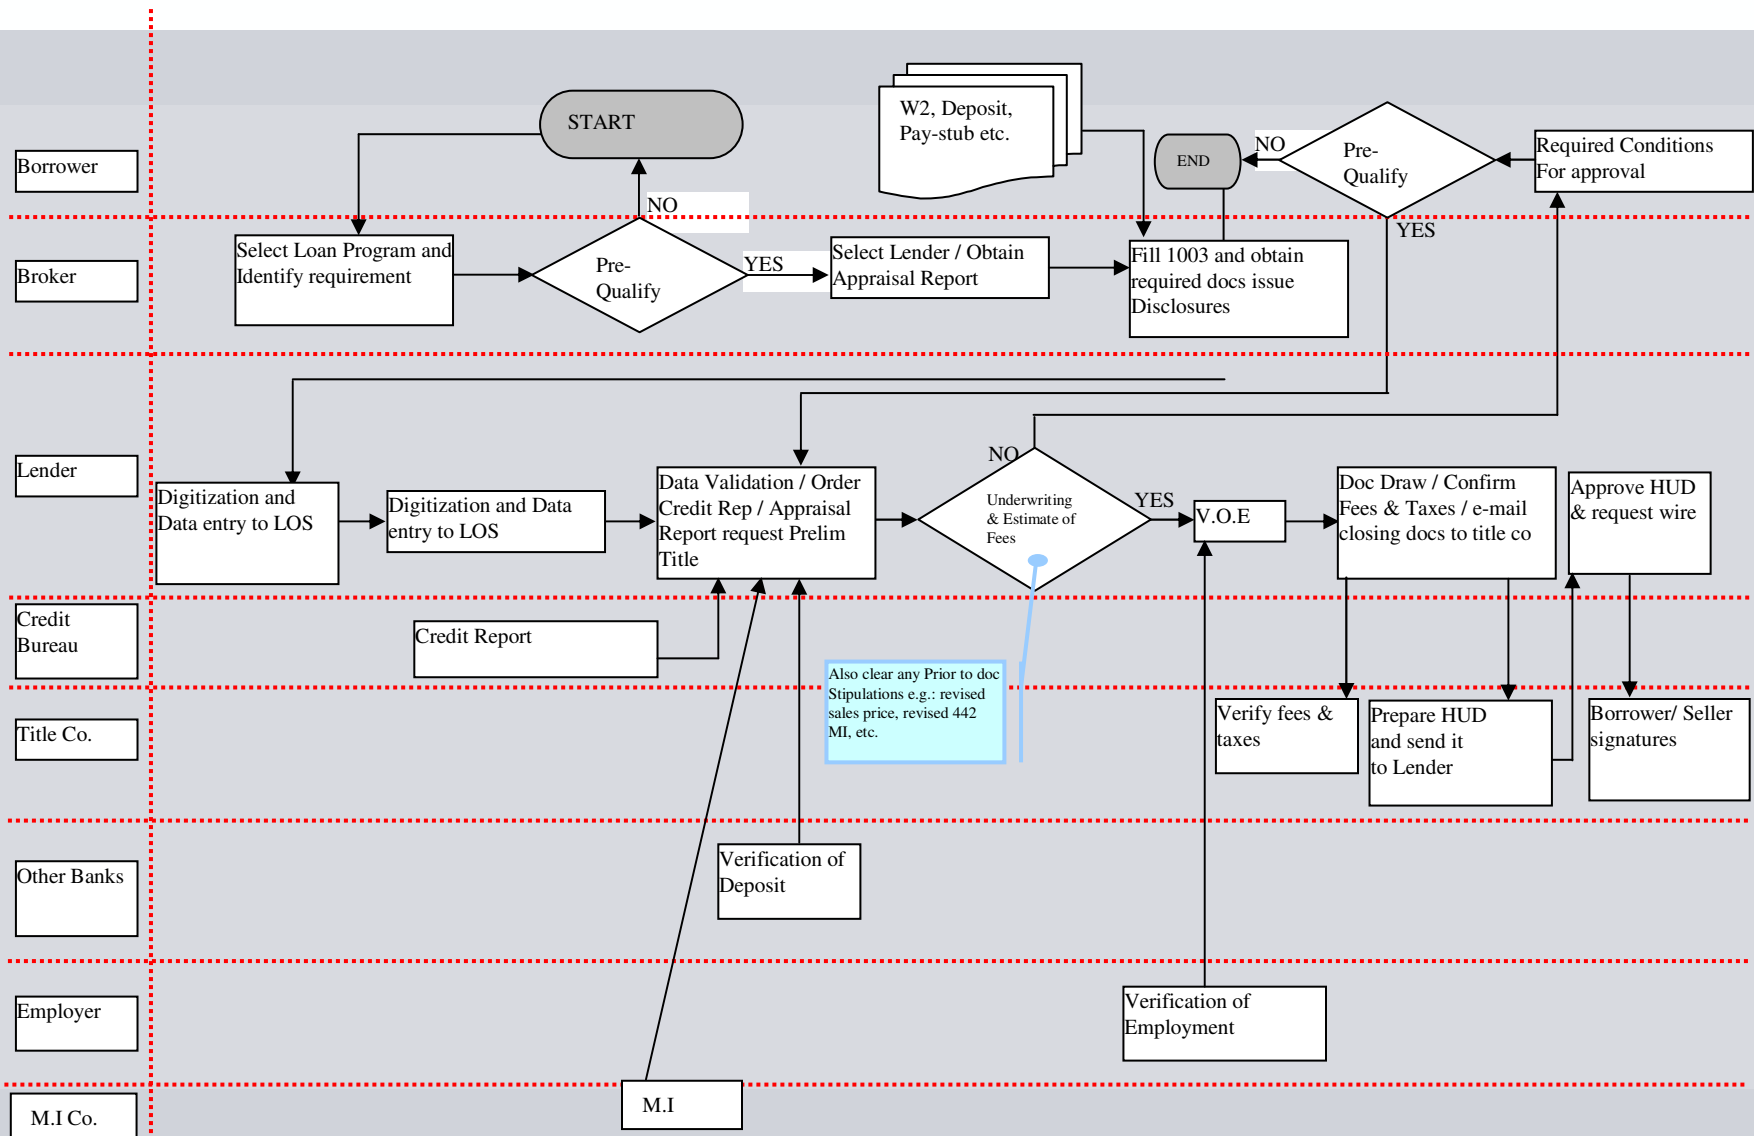 START
W2, Deposit,
Pay-stub etc.
Borrower
END
NO
Pre-
Qualify
Required Conditions
For approval
NO
YES
Broker
Select Loan Program and
Identify requirement
Pre-
Qualify
YES
Select Lender / Obtain
Appraisal Report
Fill 1003 and obtain
required docs issue
Disclosures
Lender
Digitization and
Data entry to LOS
Digitization and Data
entry to LOS
Data Validation / Order
Credit Rep / Appraisal
Report request Prelim
Title
NO
Underwriting
& Estimate of
Fees
YES
V.O.E
Doc Draw / Confirm
Fees & Taxes / e-mail
closing docs to title co
Approve HUD
& request wire
Credit
Bureau
Credit Report
Also clear any Prior to doc
Stipulations e.g.: revised
sales price, revised 442
MI, etc.
Title Co.
Verify fees &
taxes
Prepare HUD
and send it
to Lender
Borrower/ Seller
signatures
Other Banks
Verification of
Deposit
Employer
Verification of
Employment
M.I Co.
M.I